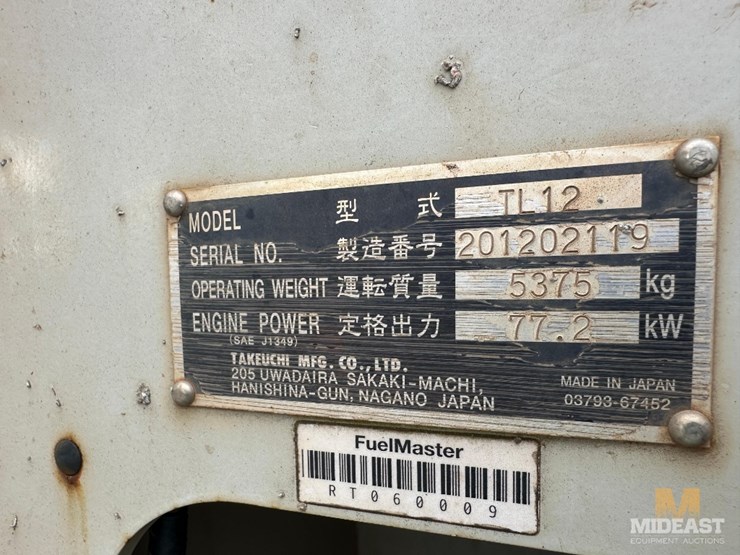 MODEL 型式 TL12
SERIAL NO. 製造番号 201202119
OPERATING WEIGHT 運転質量 5375 kg
ENGINE POWER 定格出力 77.2 kW
(SAE J1349)
TAKEUCHI MFG. CO., LTD.
205 UWADAIRA SAKAKI-MACHI,
HANISHINA-GUN, NAGANO JAPAN
MADE IN JAPAN
03793-67452
FuelMaster
RT060009
MIDEAST
EQUIPMENT AUCTIONS